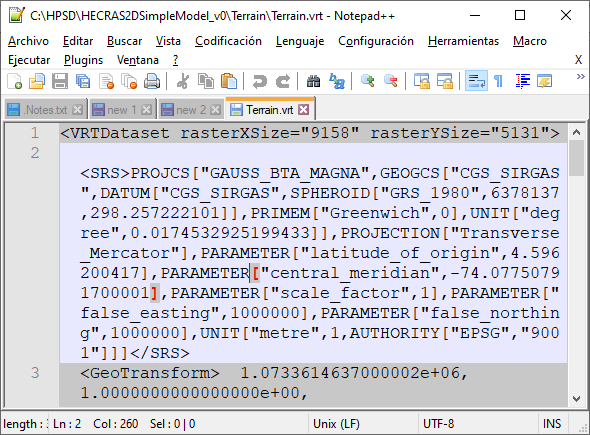 C:\HPSD\HECRAS2DSimpleModel_v0\Terrain\Terrain.vrt - Notepad++
Archivo Editar Buscar Vista Codificación Lenguaje Configuración Herramientas Macro
Ejecutar Plugins Ventana ? X
.Notes.txt new 1 new 2 Terrain.vrt
1 <VRTDataset rasterXSize="9158" rasterYSize="5131">
2
<SRS>PROJCS["GAUSS_BTA_MAGNA",GEOGCS["CGS_SIRGAS
",DATUM["CGS_SIRGAS",SPHEROID["GRS_1980",6378137
,298.257222101]],PRIMEM["Greenwich",0],UNIT["deg
ree",0.0174532925199433]],PROJECTION["Transverse
_Mercator"],PARAMETER["latitude_of_origin",4.596
200417],PARAMETER["central_meridian",-74.0775079
1700001],PARAMETER["scale_factor",1],PARAMETER["
false_easting",1000000],PARAMETER["false_northin
g",1000000],UNIT["metre",1,AUTHORITY["EPSG","900
1"]]]</SRS>
3 <GeoTransform> 1.0733614637000002e+06,
1.0000000000000000e+00,
length : Ln : 2 Col : 260 Sel : 0 | 0 Unix (LF) UTF-8 INS